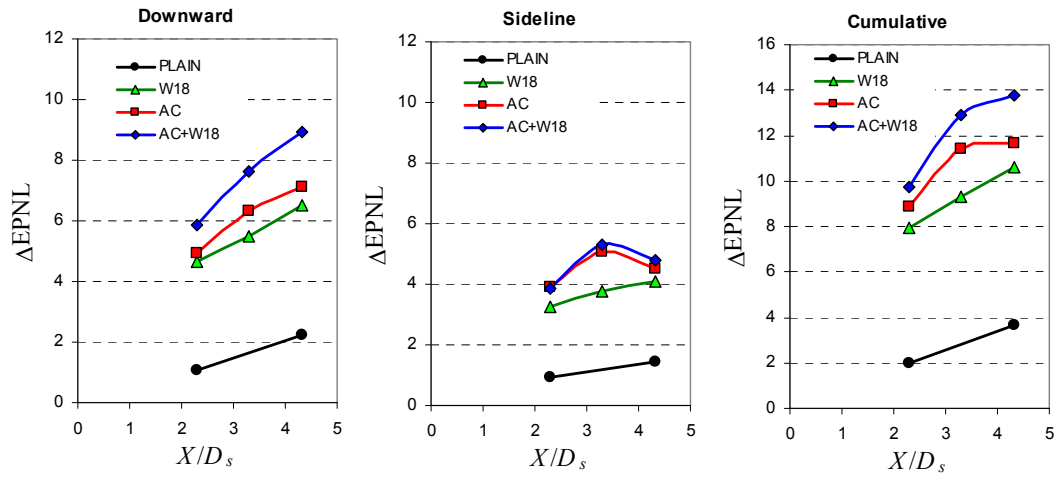 Downward
12
10
8
6
4
2
0
ΔEPNL
PLAIN
W18
AC
AC+W18
0 1 2 3 4 5
X/Ds
Sideline
12
10
8
6
4
2
0
ΔEPNL
PLAIN
W18
AC
AC+W18
0 1 2 3 4 5
X/Ds
Cumulative
16
14
12
10
8
6
4
2
0
ΔEPNL
PLAIN
W18
AC
AC+W18
0 1 2 3 4 5
X/Ds